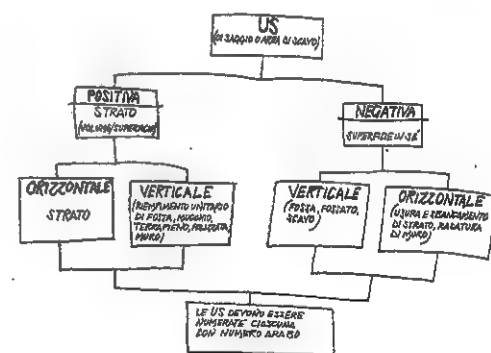 US
(DI SAGGIO O AREA DI SCAVO)
POSITIVA
STRATO
(VOLUME/SUPERFICIE)
NEGATIVA
SUPERFICIE IN SÉ
ORIZZONTALE
STRATO
VERTICALE
(RIEMPIMENTO UNITARIO
DI FOSSA, MUCCHIO,
TERRAPIENO, PALIZZATA,
MURO)
VERTICALE
(FOSSA, FOSSATO,
SCAVO)
ORIZZONTALE
(USURA E SBANCAMENTO
DI STRATO, RASATURA
DI MURO)
LE US DEVONO ESSERE
NUMERATE CIASCUNA
CON NUMERO ARABO